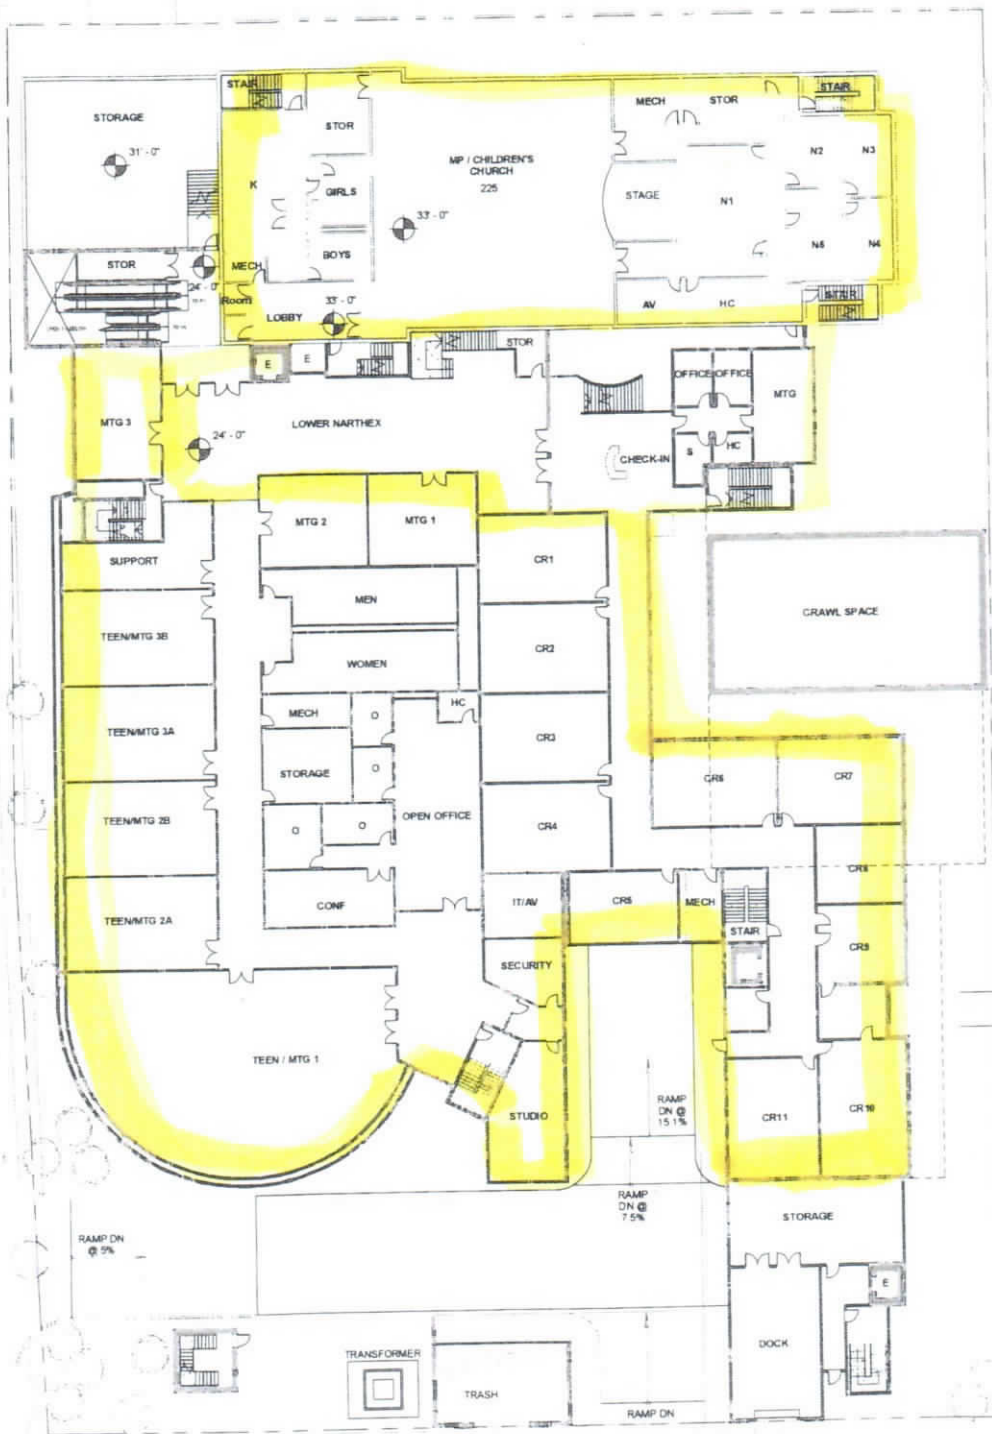 STAIR
STAIR
MECH
STOR
STORAGE
STOR
MP / CHILDREN'S
CHURCH
225
N2
N3
31' - 0"
K
GIRLS
STAGE
N1
33' - 0"
BOYS
N5
N4
STOR
MECH
24' - 0"
Room
33' - 0"
LOBBY
AV
HC
STAIR
E
E
STOR
OFFICE
OFFICE
MTG
MTG 3
LOWER NARTHEX
24' - 0"
CHECK-IN
S
HC
MTG 2
MTG 1
SUPPORT
CR1
MEN
CRAWL SPACE
TEEN/MTG 3B
CR2
WOMEN
HC
MECH
O
TEEN/MTG 3A
CR3
STORAGE
O
CR6
CR7
TEEN/MTG 2B
O
O
OPEN OFFICE
CR4
CR8
TEEN/MTG 2A
CONF
IT/AV
CR5
MECH
STAIR
CR9
SECURITY
TEEN / MTG 1
RAMP
DN @
15.1%
STUDIO
CR11
CR10
RAMP
DN @
7.5%
STORAGE
RAMP DN
@ 5%
E
DOCK
TRANSFORMER
TRASH
RAMP DN